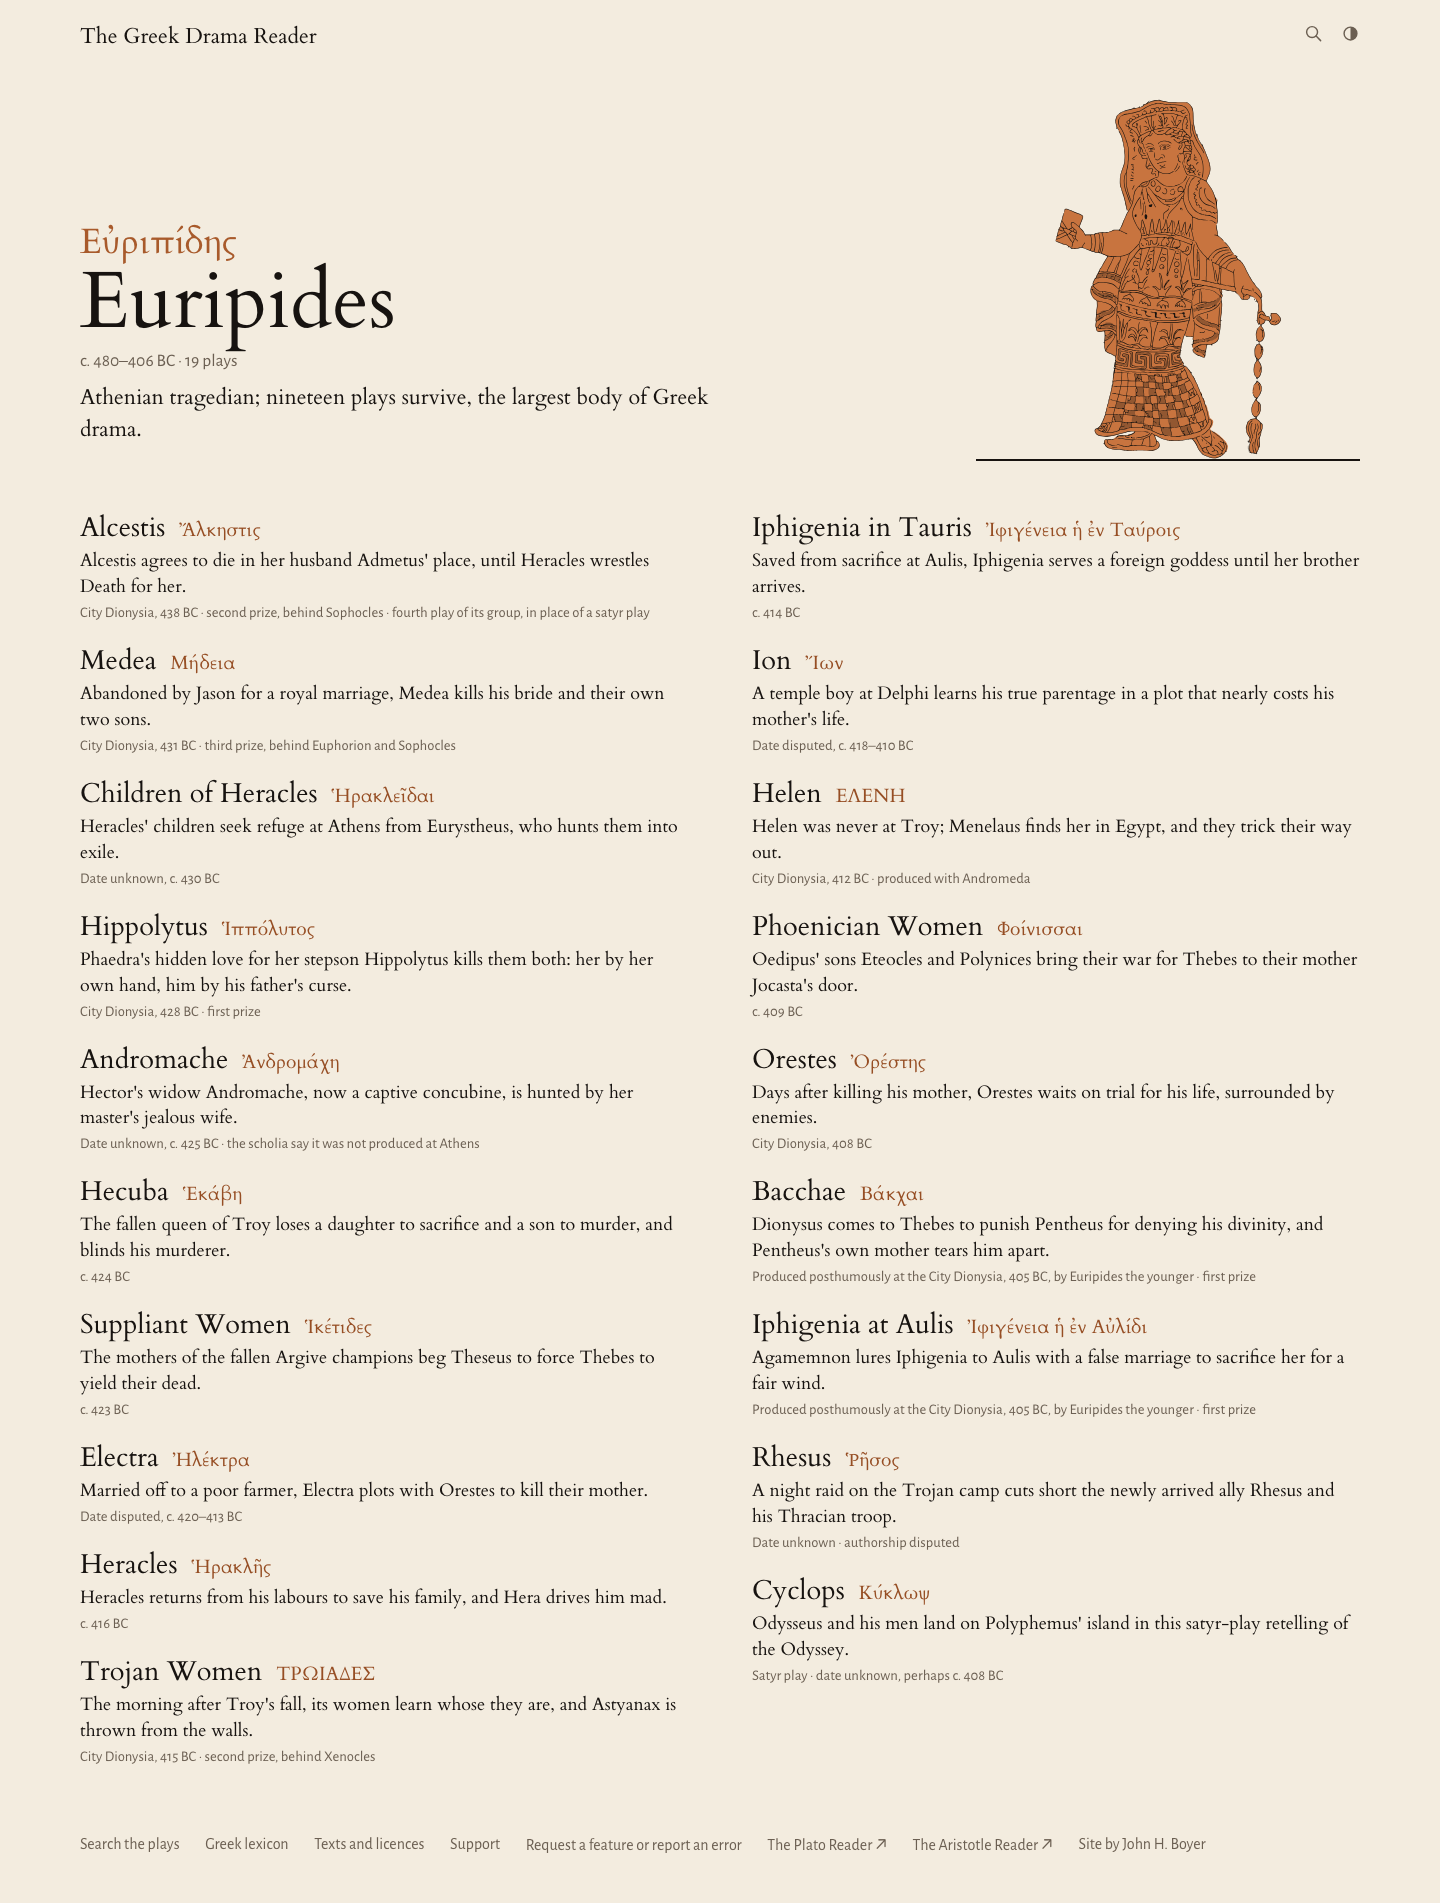 The Greek Drama Reader
Εὐριπίδης
Euripides
c. 480–406 BC · 19 plays
Athenian tragedian; nineteen plays survive, the largest body of Greek
drama.
Alcestis Ἄλκηστις
Alcestis agrees to die in her husband Admetus' place, until Heracles wrestles
Death for her.
City Dionysia, 438 BC · second prize, behind Sophocles · fourth play of its group, in place of a satyr play
Medea Μήδεια
Abandoned by Jason for a royal marriage, Medea kills his bride and their own
two sons.
City Dionysia, 431 BC · third prize, behind Euphorion and Sophocles
Children of Heracles Ἡρακλεῖδαι
Heracles' children seek refuge at Athens from Eurystheus, who hunts them into
exile.
Date unknown, c. 430 BC
Hippolytus Ἱππόλυτος
Phaedra's hidden love for her stepson Hippolytus kills them both: her by her
own hand, him by his father's curse.
City Dionysia, 428 BC · first prize
Andromache Ἀνδρομάχη
Hector's widow Andromache, now a captive concubine, is hunted by her
master's jealous wife.
Date unknown, c. 425 BC · the scholia say it was not produced at Athens
Hecuba Ἑκάβη
The fallen queen of Troy loses a daughter to sacrifice and a son to murder, and
blinds his murderer.
c. 424 BC
Suppliant Women Ἱκέτιδες
The mothers of the fallen Argive champions beg Theseus to force Thebes to
yield their dead.
c. 423 BC
Electra Ἠλέκτρα
Married off to a poor farmer, Electra plots with Orestes to kill their mother.
Date disputed, c. 420–413 BC
Heracles Ἡρακλῆς
Heracles returns from his labours to save his family, and Hera drives him mad.
c. 416 BC
Trojan Women ΤΡΩΙΑΔΕΣ
The morning after Troy's fall, its women learn whose they are, and Astyanax is
thrown from the walls.
City Dionysia, 415 BC · second prize, behind Xenocles
Iphigenia in Tauris Ἰφιγένεια ἡ ἐν Ταύροις
Saved from sacrifice at Aulis, Iphigenia serves a foreign goddess until her brother
arrives.
c. 414 BC
Ion Ἴων
A temple boy at Delphi learns his true parentage in a plot that nearly costs his
mother's life.
Date disputed, c. 418–410 BC
Helen ΕΛΕΝΗ
Helen was never at Troy; Menelaus finds her in Egypt, and they trick their way
out.
City Dionysia, 412 BC · produced with Andromeda
Phoenician Women Φοίνισσαι
Oedipus' sons Eteocles and Polynices bring their war for Thebes to their mother
Jocasta's door.
c. 409 BC
Orestes Ὀρέστης
Days after killing his mother, Orestes waits on trial for his life, surrounded by
enemies.
City Dionysia, 408 BC
Bacchae Βάκχαι
Dionysus comes to Thebes to punish Pentheus for denying his divinity, and
Pentheus's own mother tears him apart.
Produced posthumously at the City Dionysia, 405 BC, by Euripides the younger · first prize
Iphigenia at Aulis Ἰφιγένεια ἡ ἐν Αὐλίδι
Agamemnon lures Iphigenia to Aulis with a false marriage to sacrifice her for a
fair wind.
Produced posthumously at the City Dionysia, 405 BC, by Euripides the younger · first prize
Rhesus Ῥῆσος
A night raid on the Trojan camp cuts short the newly arrived ally Rhesus and
his Thracian troop.
Date unknown · authorship disputed
Cyclops Κύκλωψ
Odysseus and his men land on Polyphemus' island in this satyr-play retelling of
the Odyssey.
Satyr play · date unknown, perhaps c. 408 BC
Search the plays Greek lexicon Texts and licences Support Request a feature or report an error The Plato Reader ↗ The Aristotle Reader ↗ Site by John H. Boyer